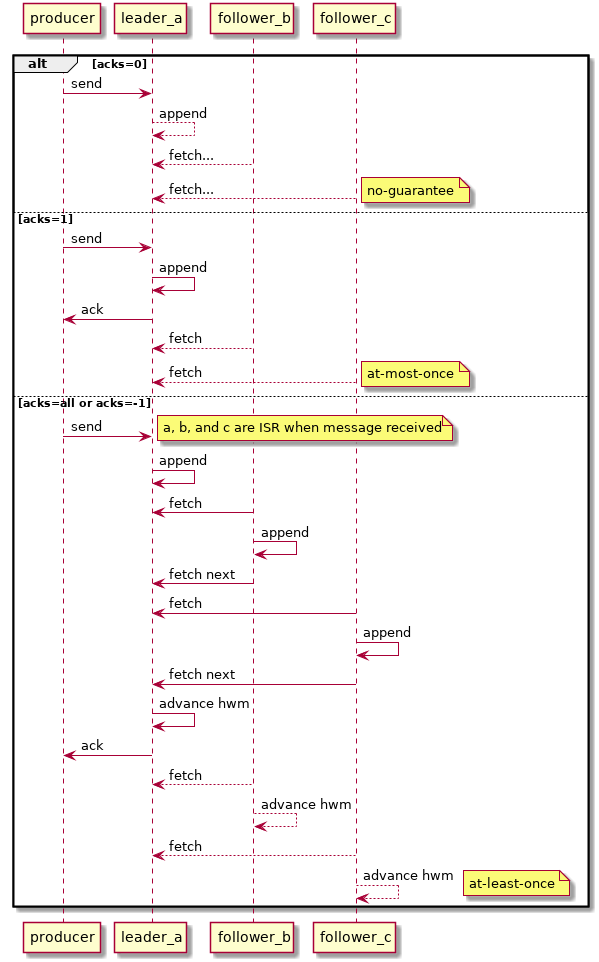 producer leader_a follower_b follower_c
alt [acks=0]
send
append
fetch...
fetch...
no-guarantee
[acks=1]
send
append
ack
fetch
fetch
at-most-once
[acks=all or acks=-1]
send
a, b, and c are ISR when message received
append
fetch
append
fetch next
fetch
append
fetch next
advance hwm
ack
fetch
advance hwm
fetch
advance hwm
at-least-once
producer leader_a follower_b follower_c